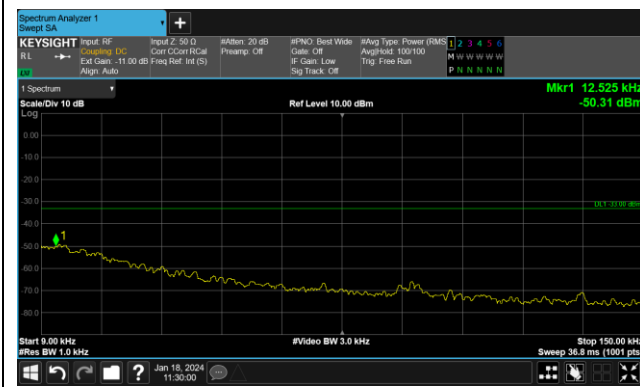 Spectrum Analyzer 1
Swept SA
KEYSIGHT Input: RF Input Z: 50 Ω #Atten: 20 dB #PNO: Best Wide #Avg Type: Power (RMS 1 2 3 4 5 6
RL Coupling: DC Corr CCorr RCal Preamp: Off Gate: Off Avg|Hold: 100/100 M W W W W W
Ext Gain: -11.00 dB Freq Ref: Int (S) IF Gain: Low Trig: Free Run
Align: Auto Sig Track: Off P N N N N N
1 Spectrum Mkr1 12.525 kHz
Scale/Div 10 dB Ref Level 10.00 dBm -50.31 dBm
Log
0.00
-10.0
-20.0
-30.0
DL1 -33.00 dBm
-40.0
1
-50.0
-60.0
-70.0
-80.0
Start 9.00 kHz #Video BW 3.0 kHz Stop 150.00 kHz
#Res BW 1.0 kHz Sweep 36.8 ms (1001 pts
Jan 18, 2024
11:30:00